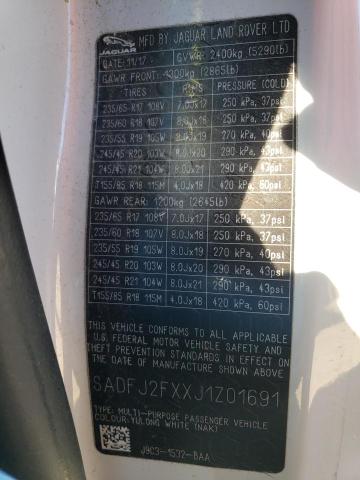 JAGUAR
MFD BY JAGUAR LAND ROVER LTD
DATE: 11/17 GVWR: 2400kg (5290lb)
GAWR FRONT: 1300kg (2865lb)
TIRES RIMS PRESSURE (COLD)
235/65 R17 108V 7.0Jx17 250 kPa, 37psi
235/60 R18 107V 8.0Jx18 250 kPa, 37psi
235/55 R19 105W 8.0Jx19 270 kPa, 40psi
245/45 R20 103W 8.0Jx20 290 kPa, 43psi
245/45 R21 104W 8.0Jx21 290 kPa, 43psi
T155/85 R18 115M 4.0Jx18 420 kPa, 60psi
GAWR REAR: 1200kg (2645lb)
235/65 R17 108V 7.0Jx17 250 kPa, 37psi
235/60 R18 107V 8.0Jx18 250 kPa, 37psi
235/55 R19 105W 8.0Jx19 270 kPa, 40psi
245/45 R20 103W 8.0Jx20 290 kPa, 43psi
245/45 R21 104W 8.0Jx21 290 kPa, 43psi
T155/85 R18 115M 4.0Jx18 420 kPa, 60psi
THIS VEHICLE CONFORMS TO ALL APPLICABLE
U.S. FEDERAL MOTOR VEHICLE SAFETY
STANDARDS IN EFFECT ON THE DATE OF
MANUFACTURE SHOWN ABOVE.
SADFJ2FXXJ1Z01691
TYPE: MULTI-PURPOSE PASSENGER VEHICLE
COLOUR: YULONG WHITE (NAK)
J9C3-1532-BAA